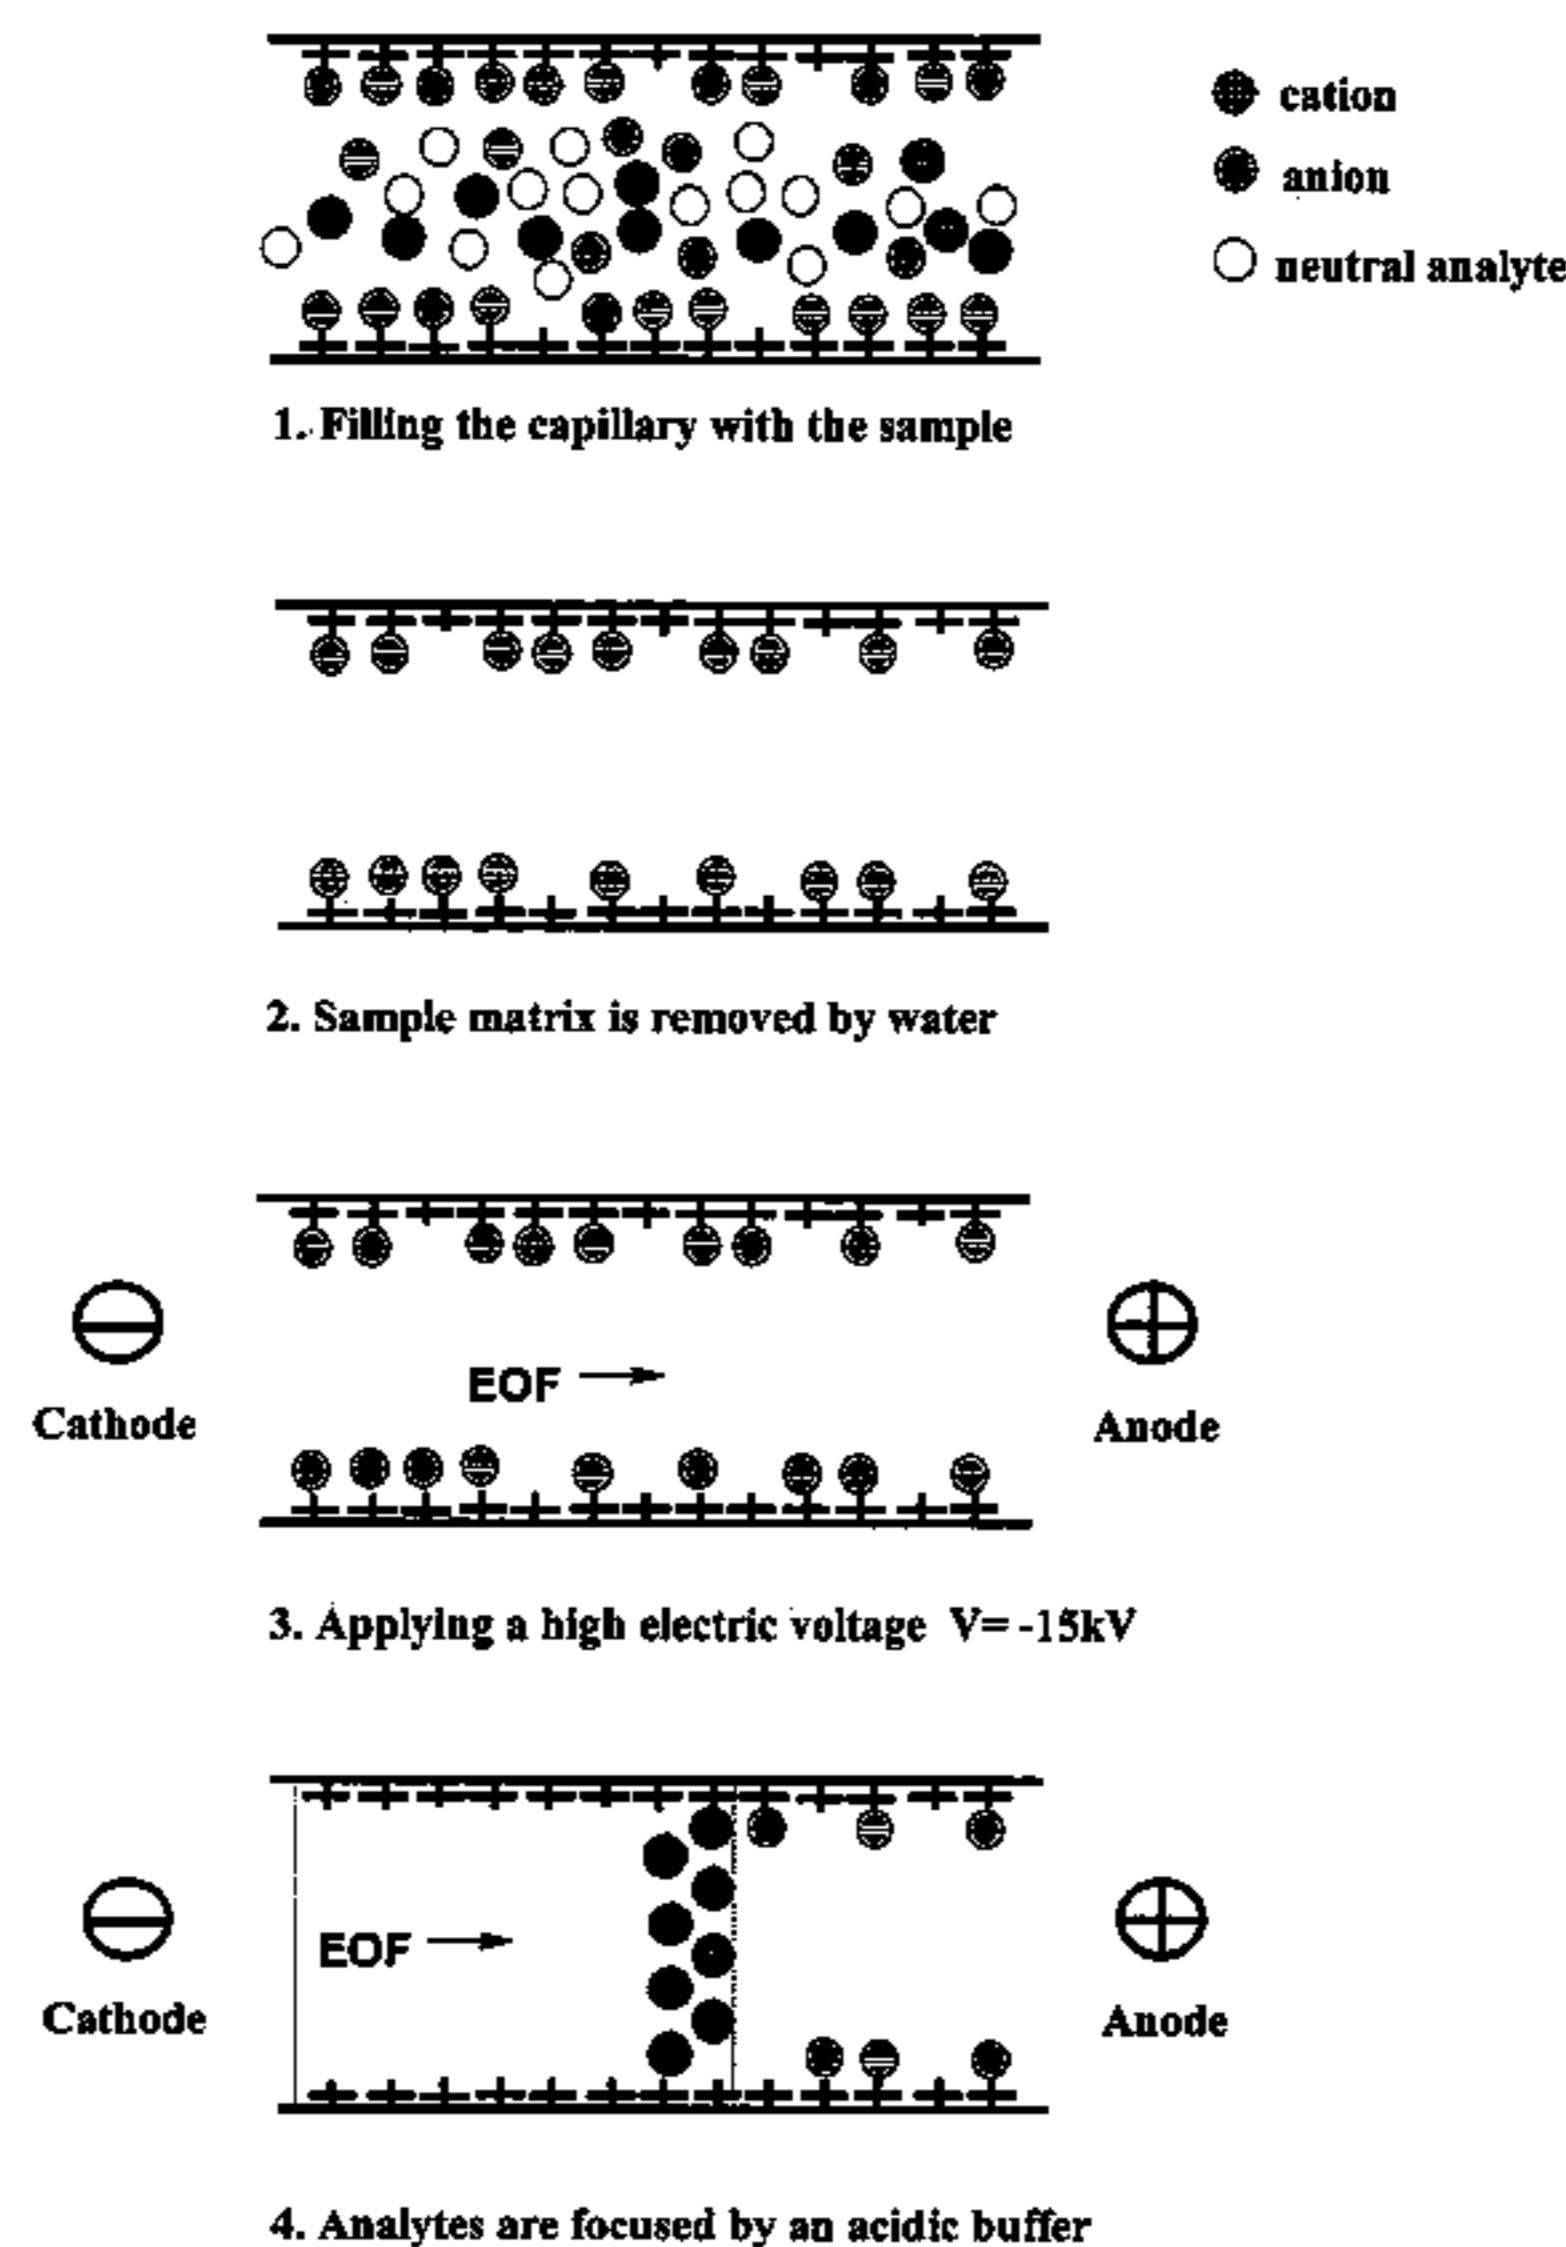 cation
anion
neutral analyte
1. Filling the capillary with the sample
2. Sample matrix is removed by water
EOF
Cathode
Anode
3. Applying a high electric voltage V= -15kV
EOF
Cathode
Anode
4. Analytes are focused by an acidic buffer